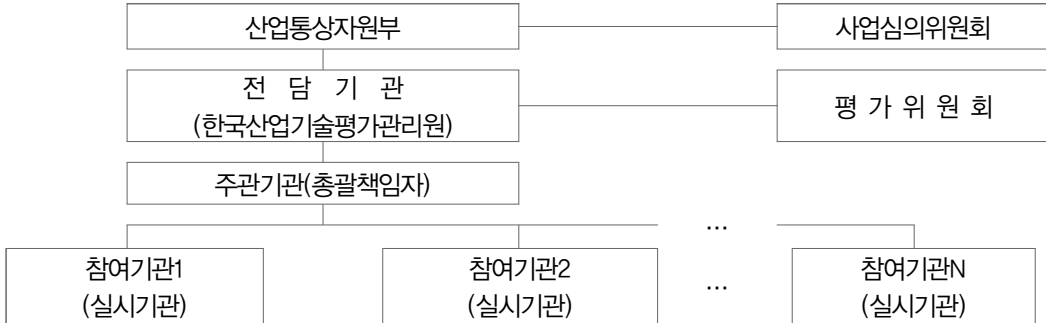 산업통상자원부
사업심의위원회
전 담 기 관
(한국산업기술평가관리원)
평 가 위 원 회
주관기관(총괄책임자)
...
참여기관1
(실시기관)
참여기관2
(실시기관)
...
참여기관N
(실시기관)